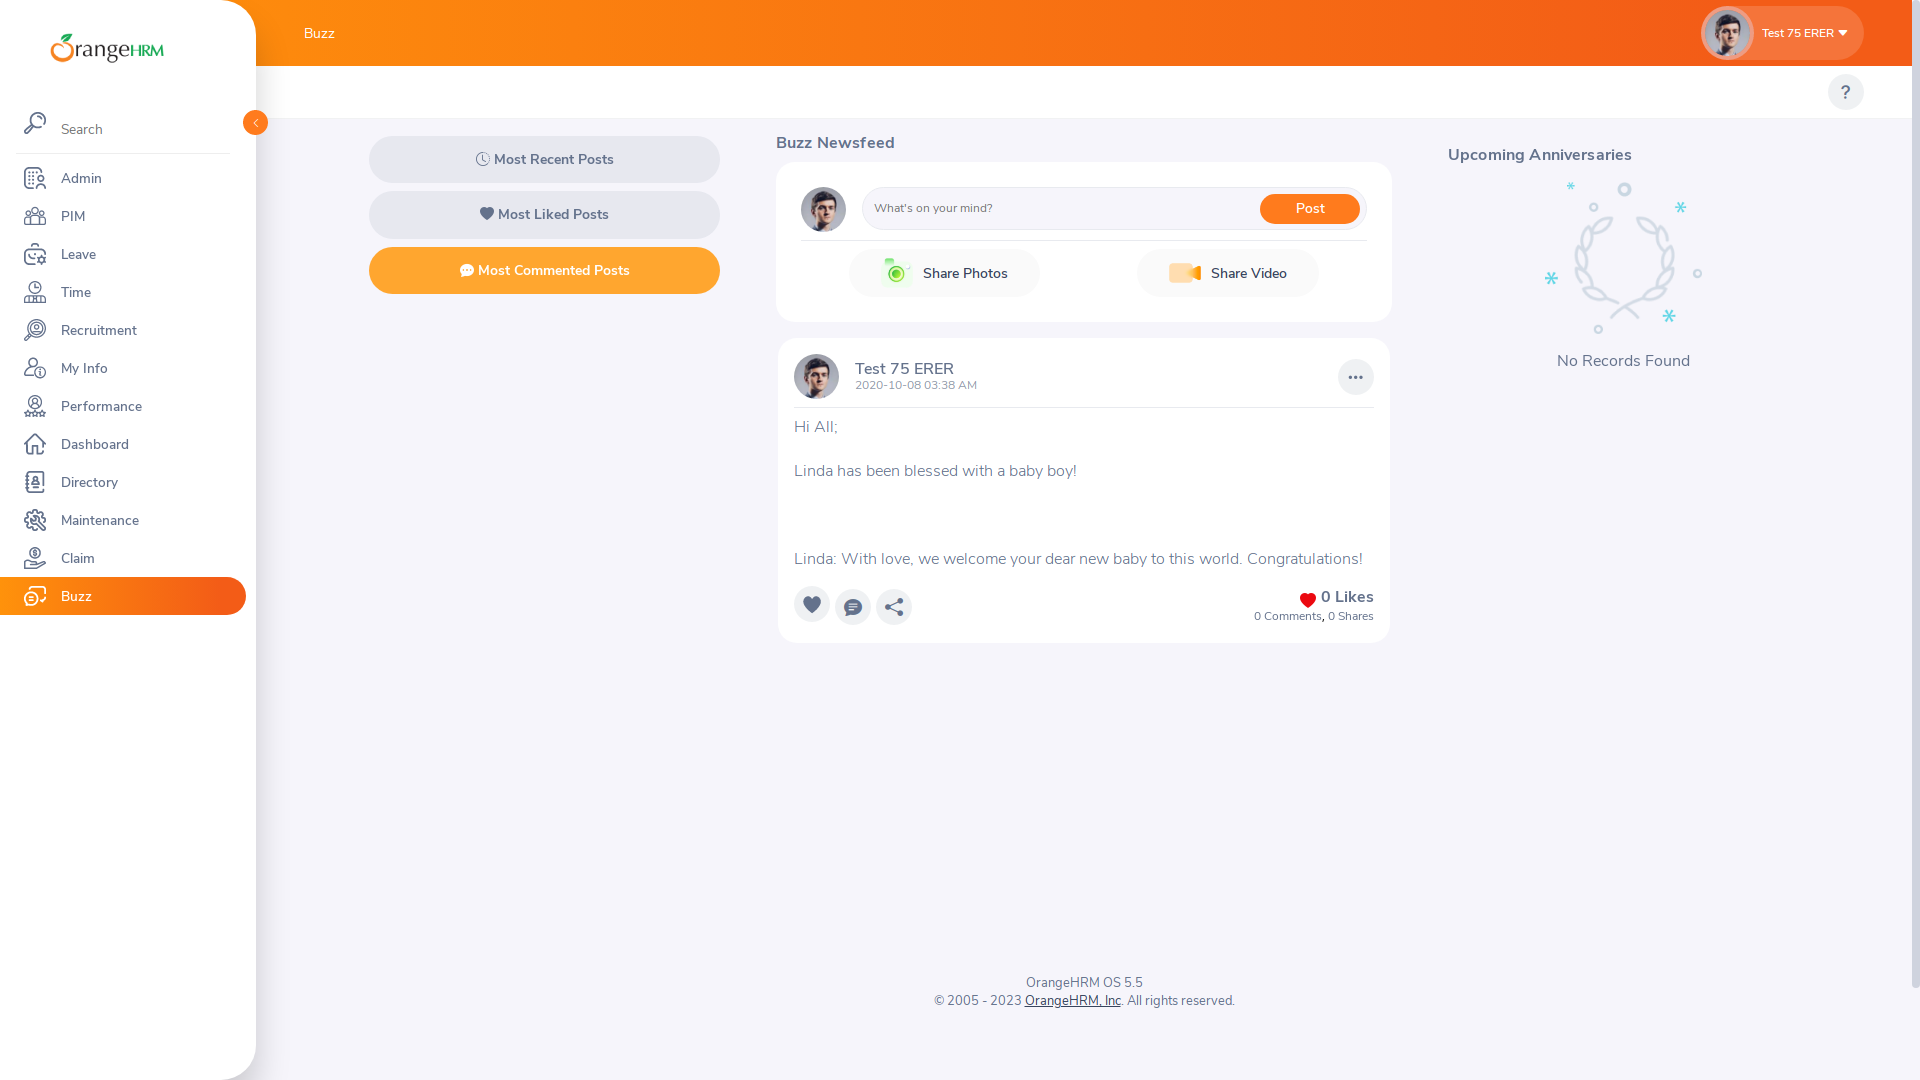 OrangeHRM
Search
Admin
PIM
Leave
Time
Recruitment
My Info
Performance
Dashboard
Directory
Maintenance
Claim
Buzz
Buzz
Test 75 ERER
?
Most Recent Posts
Most Liked Posts
Most Commented Posts
Buzz Newsfeed
What's on your mind?
Post
Share Photos
Share Video
Test 75 ERER
2020-10-08 03:38 AM
Hi All;
Linda has been blessed with a baby boy!
Linda: With love, we welcome your dear new baby to this world. Congratulations!
0 Likes
0 Comments, 0 Shares
Upcoming Anniversaries
No Records Found
OrangeHRM OS 5.5
© 2005 - 2023 OrangeHRM, Inc. All rights reserved.